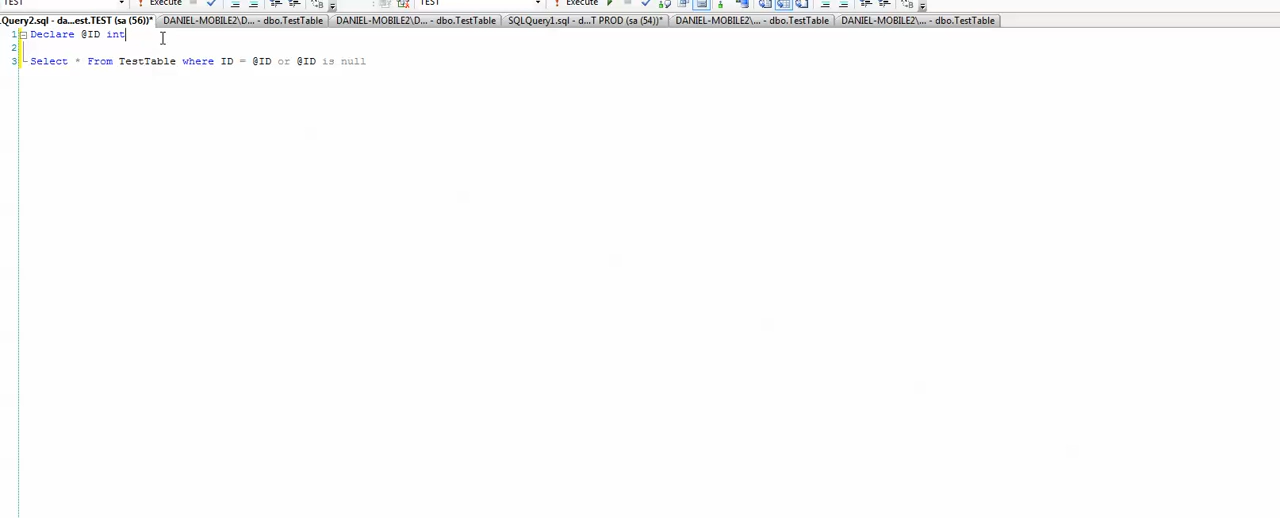 TEST Execute TEST Execute
Query2.sql - da...est.TEST (sa (56))* DANIEL-MOBILE2\D... - dbo.TestTable DANIEL-MOBILE2\D... - dbo.TestTable SQLQuery1.sql - d...T PROD (sa (54))* DANIEL-MOBILE2\... - dbo.TestTable DANIEL-MOBILE2\... - dbo.TestTable
1 Declare @ID int
2
3 Select * From TestTable where ID = @ID or @ID is null